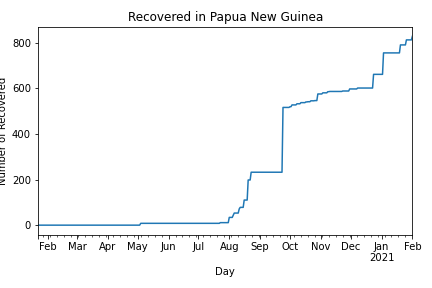 Recovered in Papua New Guinea
800
600
400
200
0
Number of Recovered
Feb Mar Apr May Jun Jul Aug Sep Oct Nov Dec Jan Feb
2021
Day